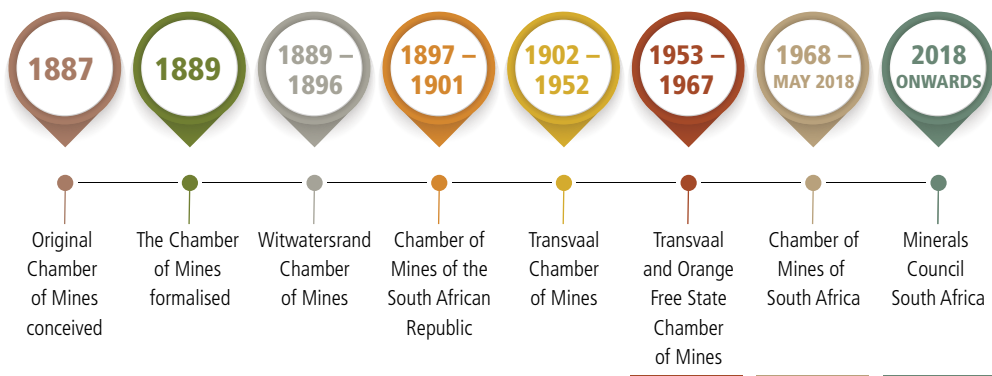 1887
1889
1889 –
1896
1897 –
1901
1902 –
1952
1953 –
1967
1968 –
MAY 2018
2018
ONWARDS
Original
Chamber
of Mines
conceived
The Chamber
of Mines
formalised
Witwatersrand
Chamber
of Mines
Chamber of
Mines of the
South African
Republic
Transvaal
Chamber
of Mines
Transvaal
and Orange
Free State
Chamber
of Mines
Chamber of
Mines of
South Africa
Minerals
Council
South Africa